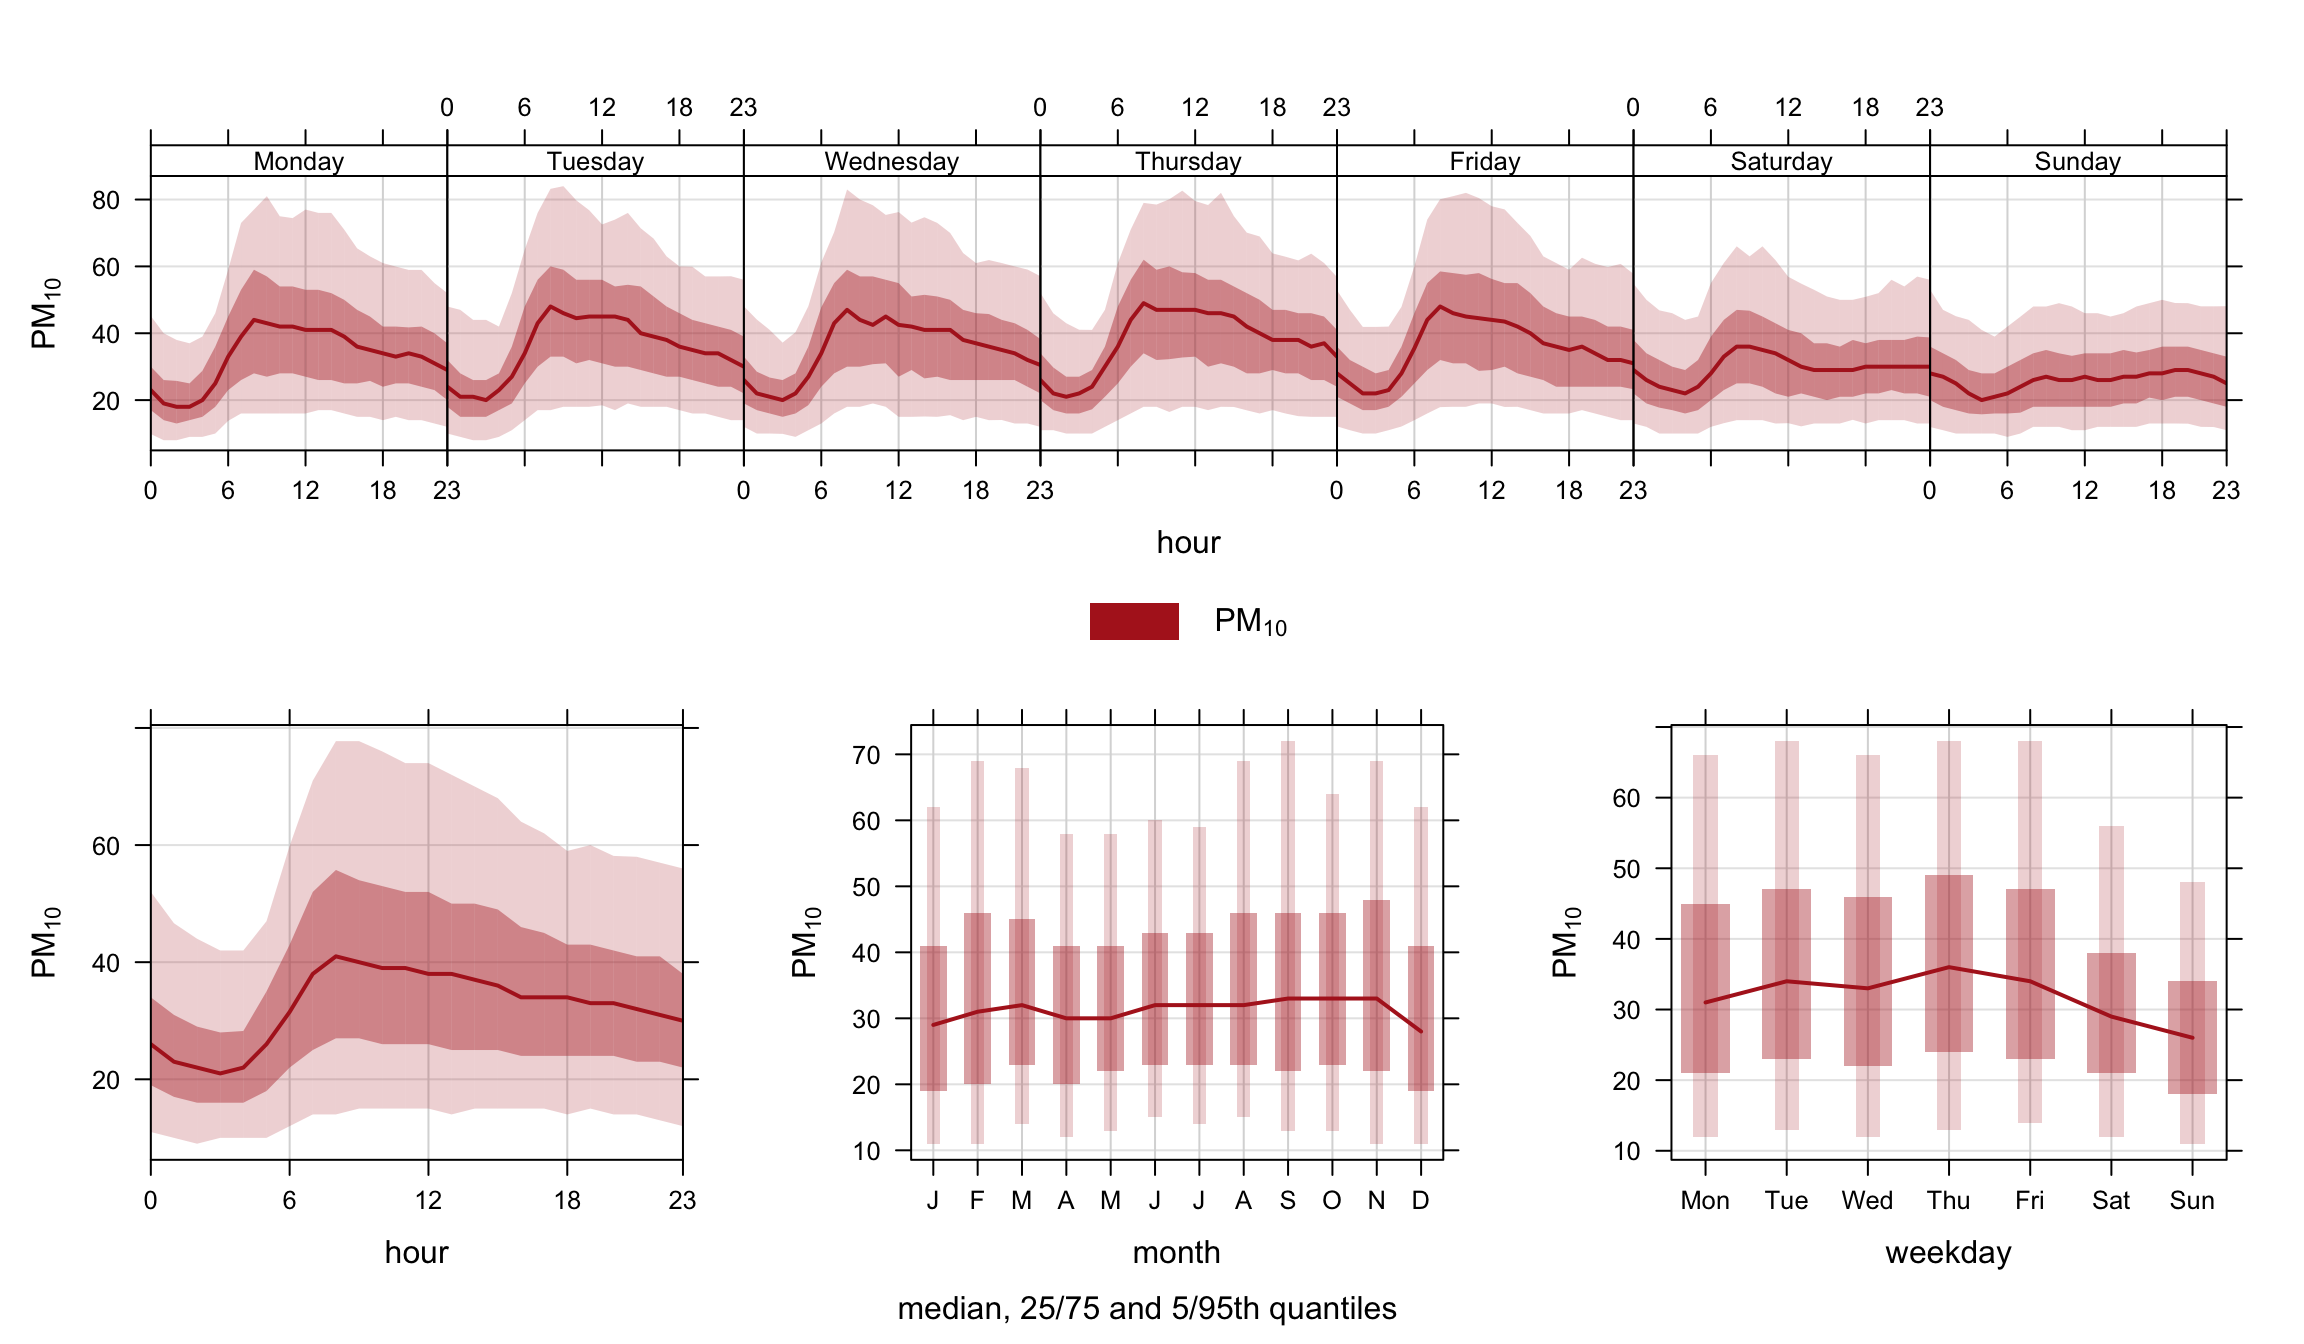 0 6 12 18 23 0 6 12 18 23 0 6 12 18 23
Monday Tuesday Wednesday Thursday Friday Saturday Sunday
80
60
40
20
PM10
0 6 12 18 23 0 6 12 18 23 0 6 12 18 23 0 6 12 18 23
hour
PM10
60
40
20
PM10
0 6 12 18 23
hour
70
60
50
40
30
20
10
PM10
J F M A M J J A S O N D
month
60
50
40
30
20
10
PM10
Mon Tue Wed Thu Fri Sat Sun
weekday
median, 25/75 and 5/95th quantiles